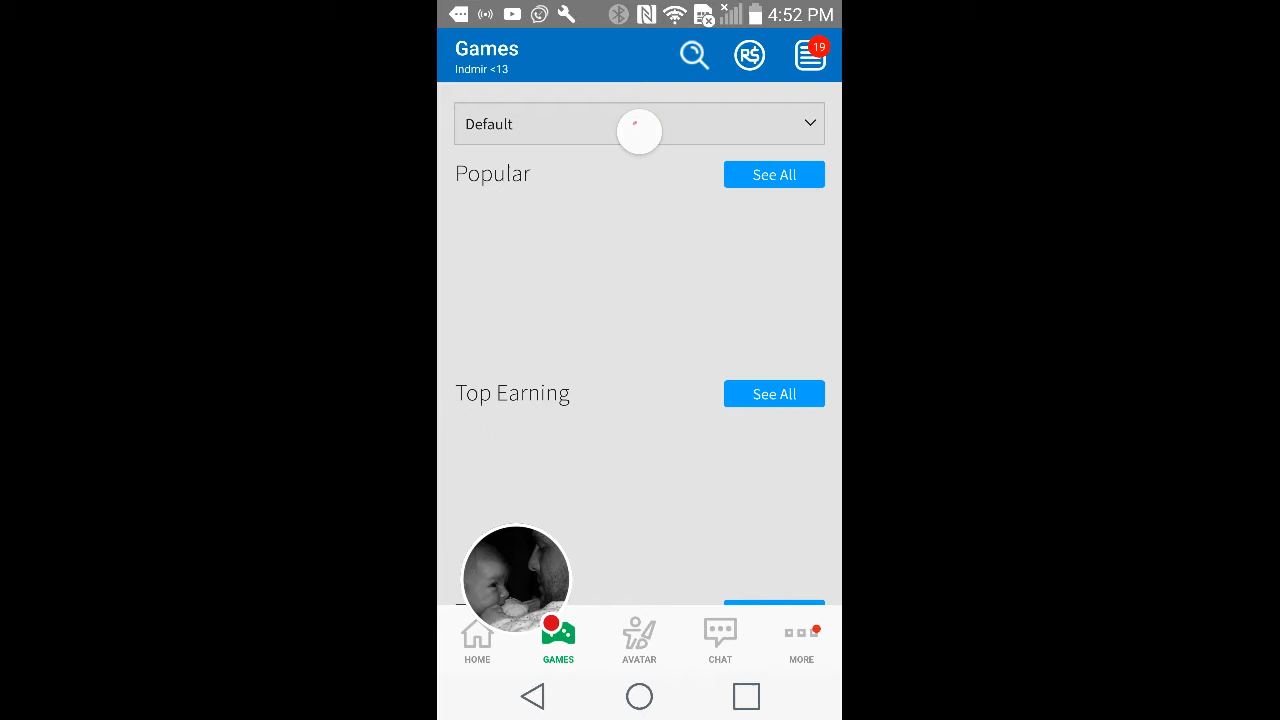 4:52 PM
Games
Indmir <13
R$
19
Default
Popular
See All
Top Earning
See All
HOME
GAMES
AVATAR
CHAT
MORE